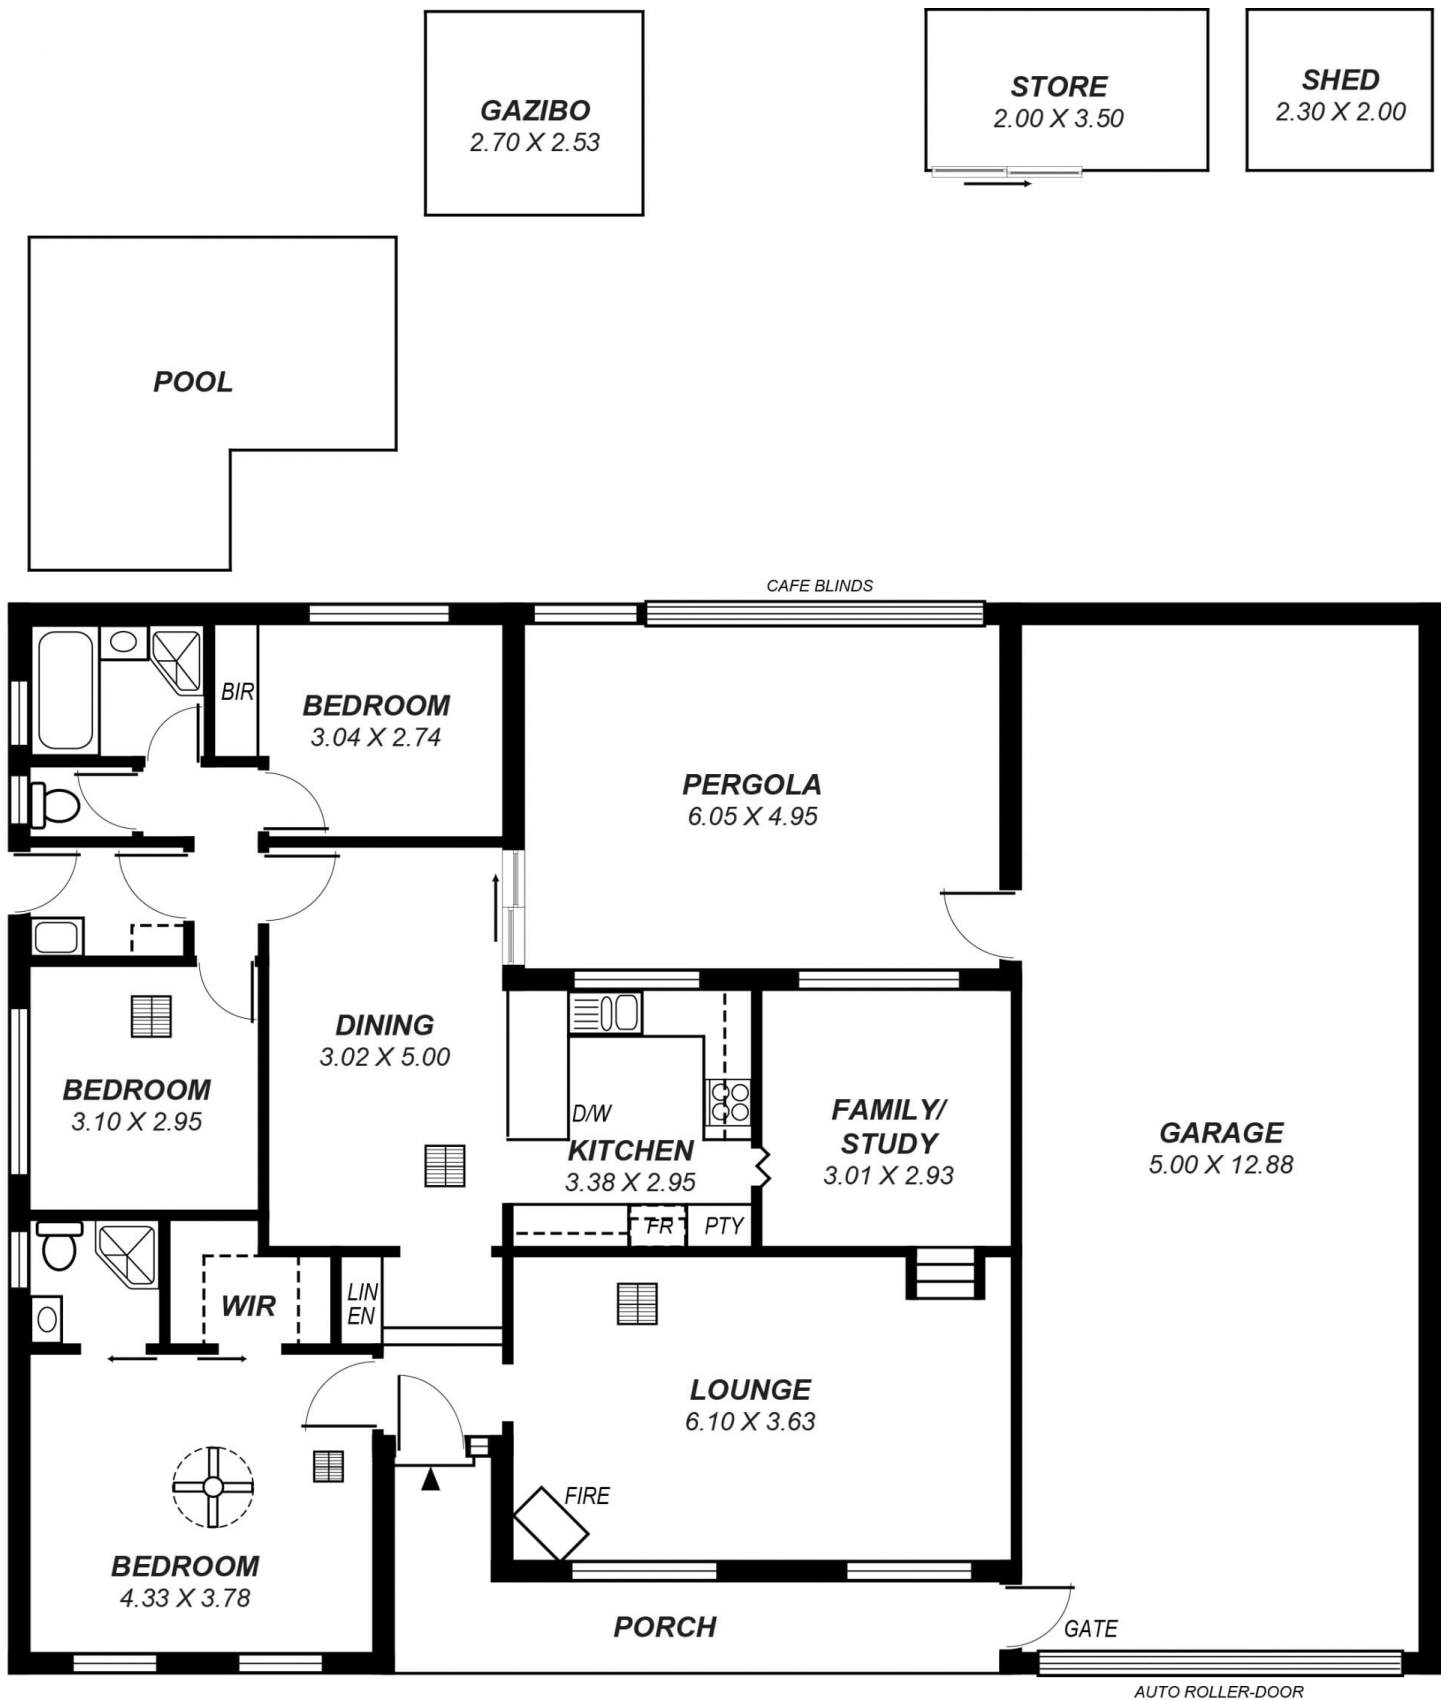 GAZIBO
2.70 X 2.53
STORE
2.00 X 3.50
SHED
2.30 X 2.00
POOL
CAFE BLINDS
BIR
BEDROOM
3.04 X 2.74
PERGOLA
6.05 X 4.95
DINING
3.02 X 5.00
BEDROOM
3.10 X 2.95
D/W
KITCHEN
3.38 X 2.95
FAMILY/
STUDY
3.01 X 2.93
GARAGE
5.00 X 12.88
FR
PTY
WIR
LIN
EN
LOUNGE
6.10 X 3.63
FIRE
BEDROOM
4.33 X 3.78
PORCH
GATE
AUTO ROLLER-DOOR